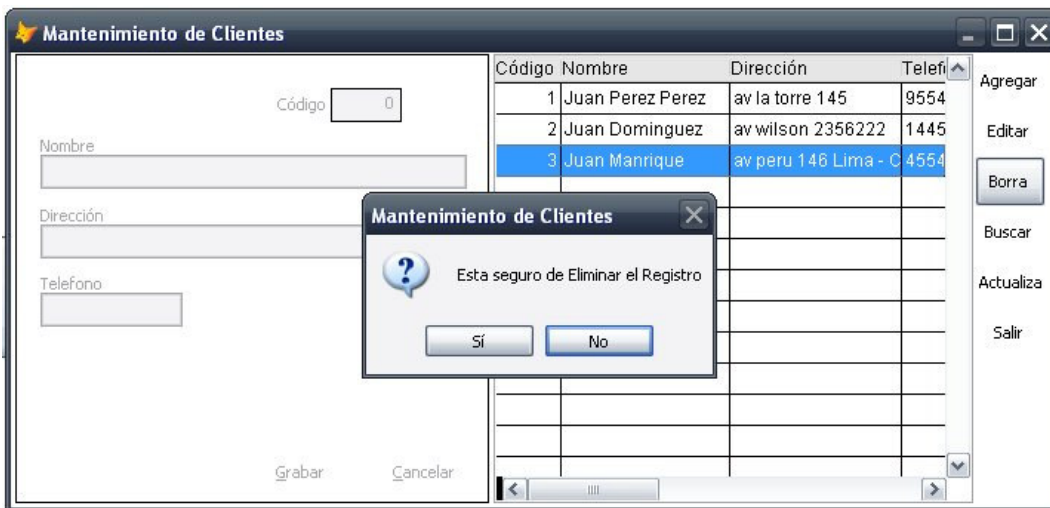 Mantenimiento de Clientes
Código 0
Nombre
Dirección
Telefono
Grabar Cancelar
Código Nombre Dirección Telefi
1 Juan Perez Perez av la torre 145 9554
2 Juan Dominguez av wilson 2356222 1445
3 Juan Manrique av peru 146 Lima - C 4554
Mantenimiento de Clientes
Esta seguro de Eliminar el Registro
Sí No
Agregar
Editar
Borra
Buscar
Actualiza
Salir